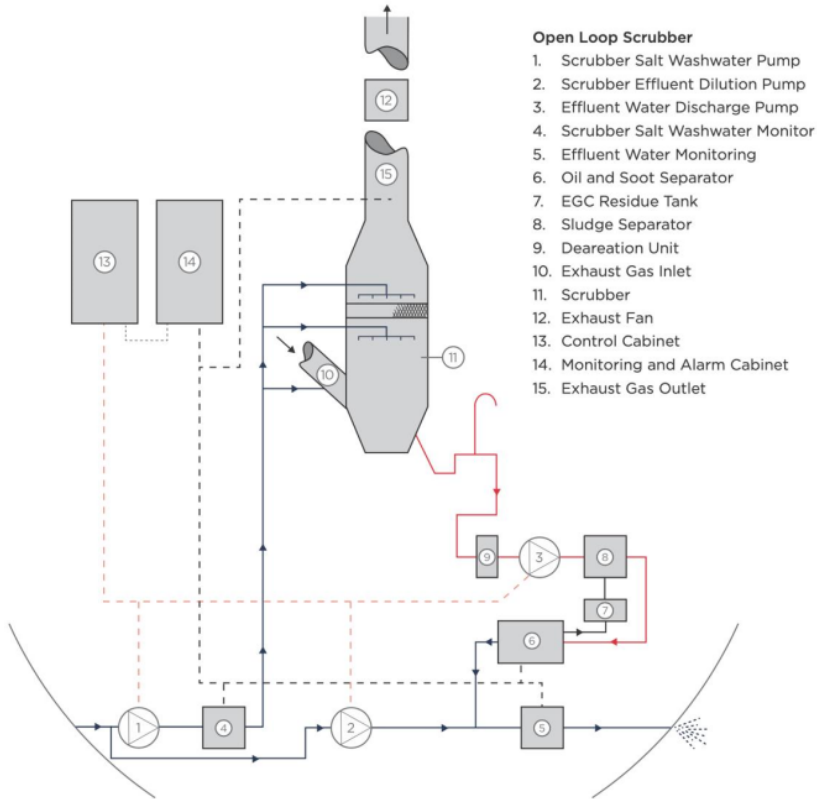 Open Loop Scrubber
1. Scrubber Salt Washwater Pump
2. Scrubber Effluent Dilution Pump
3. Effluent Water Discharge Pump
4. Scrubber Salt Washwater Monitor
5. Effluent Water Monitoring
6. Oil and Soot Separator
7. EGC Residue Tank
8. Sludge Separator
9. Deareation Unit
10. Exhaust Gas Inlet
11. Scrubber
12. Exhaust Fan
13. Control Cabinet
14. Monitoring and Alarm Cabinet
15. Exhaust Gas Outlet
12
15
13
14
11
10
9
3
8
7
6
1
4
2
5